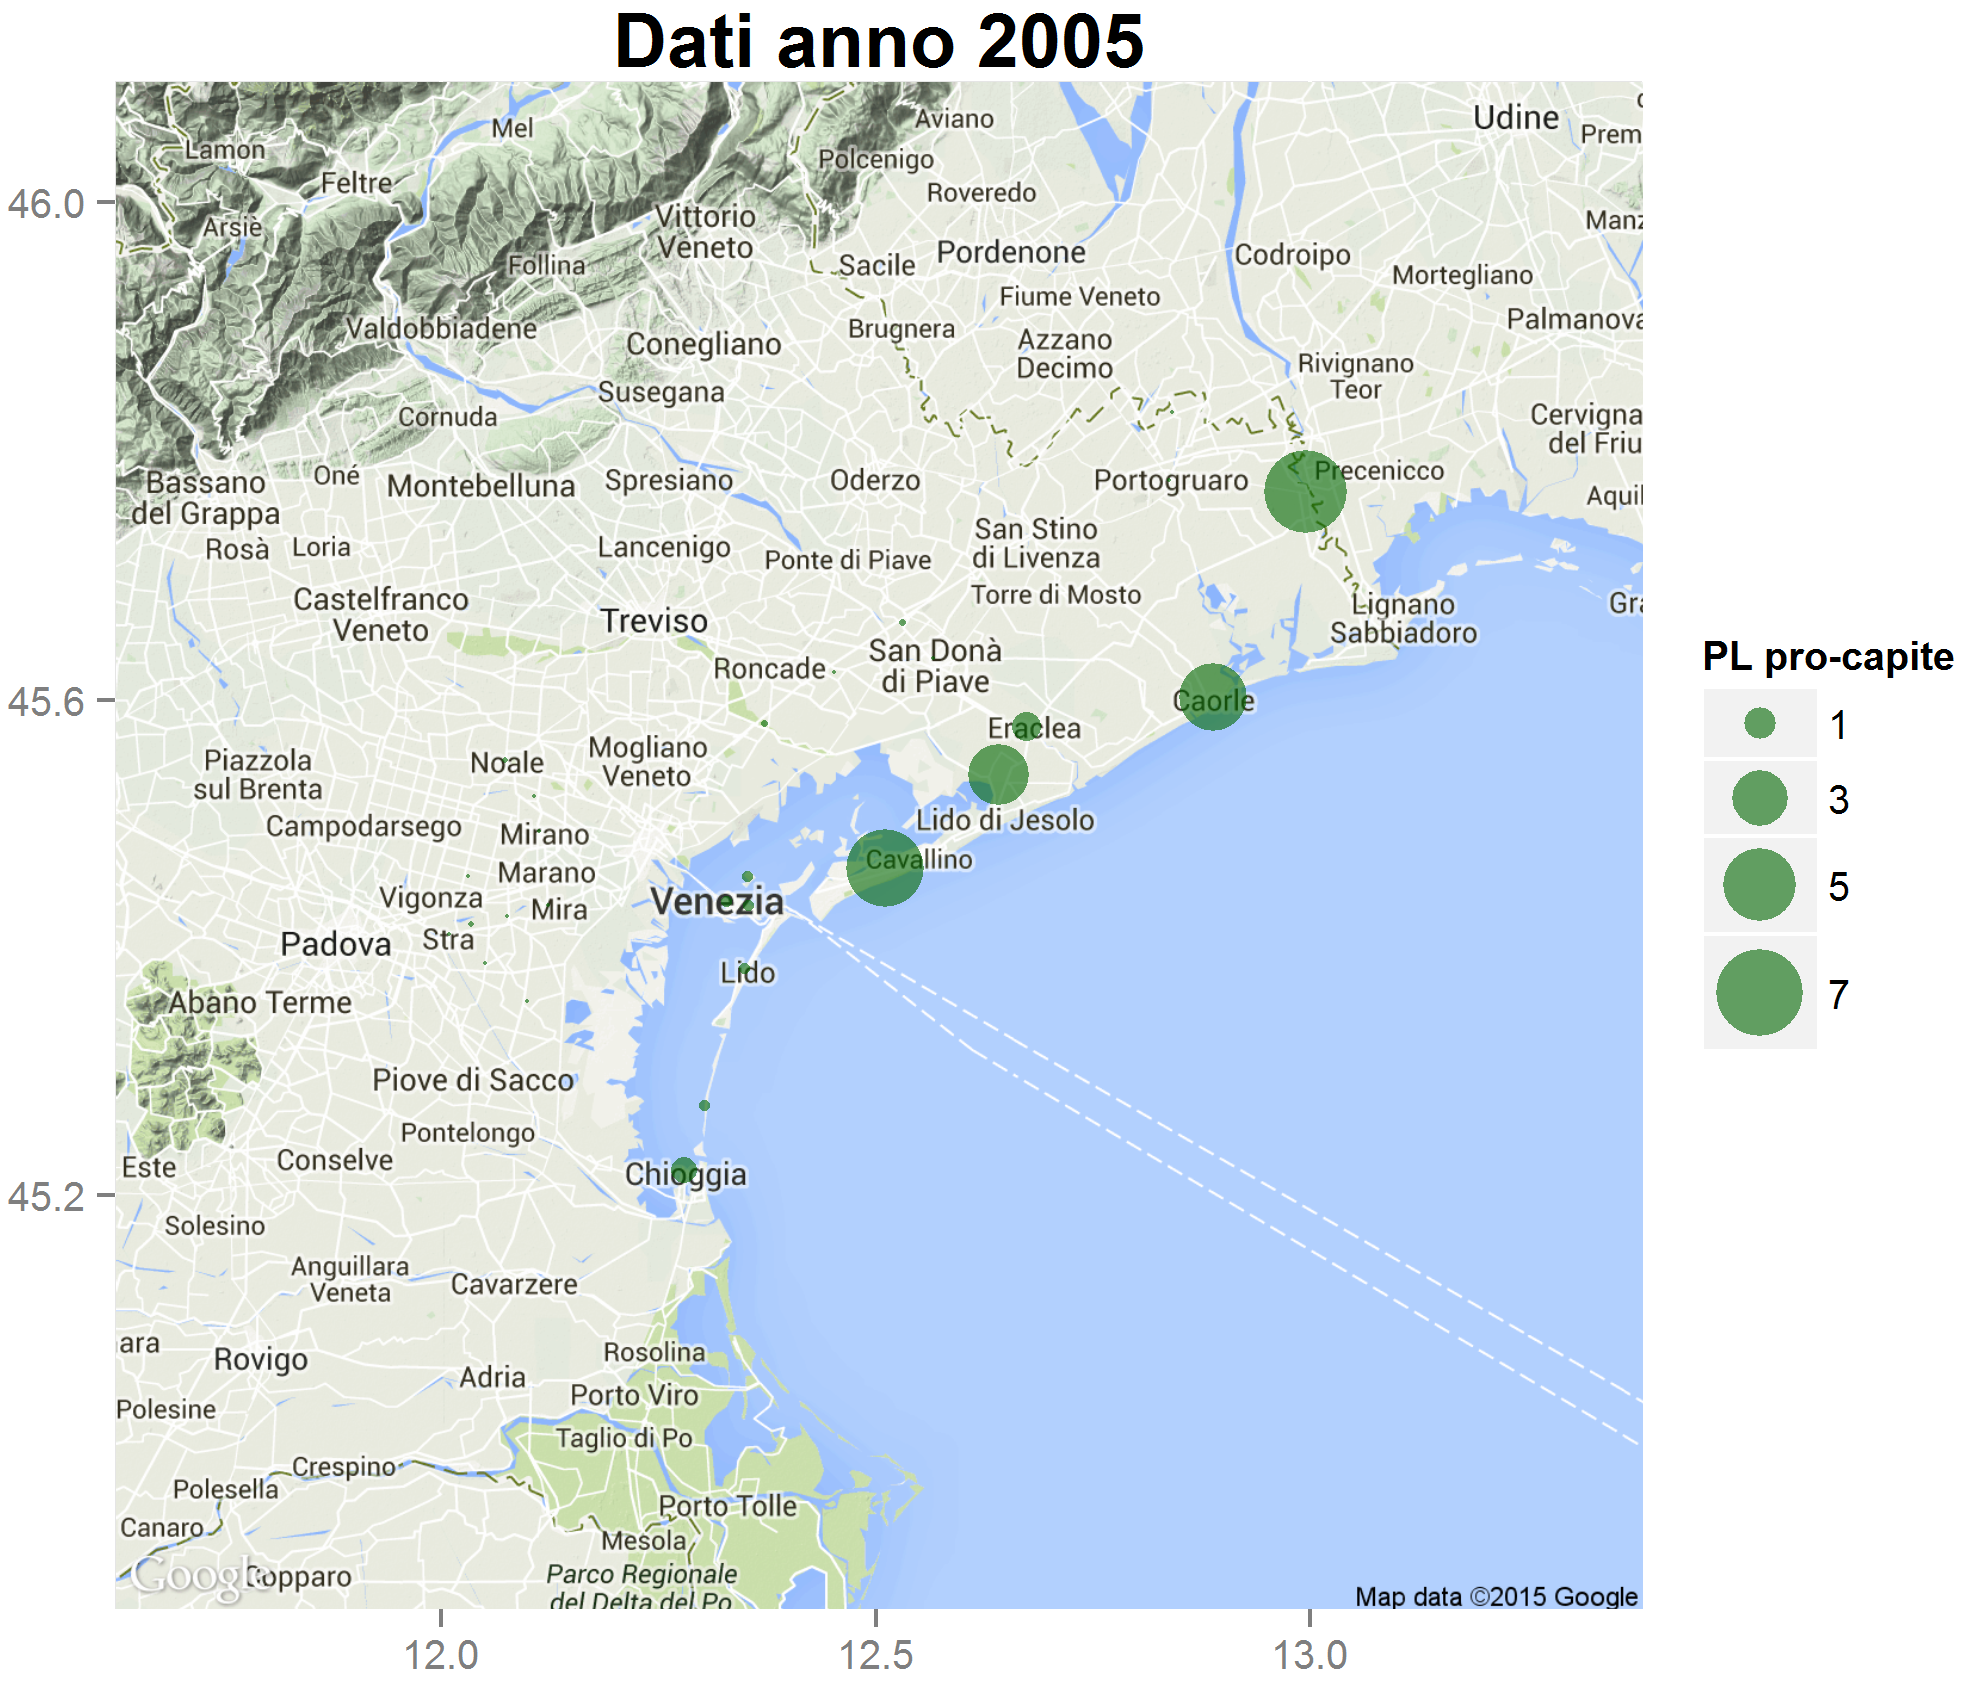 Dati anno 2005
46.0
45.6
45.2
12.0
12.5
13.0
Mel
Lamon
Feltre
Arsiè
Aviano
Polcenigo
Roveredo
Udine
Prem
Manz
Vittorio
Veneto
Follina
Sacile
Pordenone
Codroipo
Mortegliano
Fiume Veneto
Palmanova
Valdobbiadene
Conegliano
Brugnera
Azzano
Decimo
Rivignano
Teor
Susegana
Cornuda
Cervigna
del Friu
Bassano
del Grappa
Oné
Montebelluna
Spresiano
Oderzo
Portogruaro
Precenicco
Aquil
Rosà
Loria
Lancenigo
Ponte di Piave
San Stino
di Livenza
Torre di Mosto
Castelfranco
Veneto
Treviso
Lignano
Sabbiadoro
Gra
San Donà
di Piave
Roncade
Caorle
Eraclea
Piazzola
sul Brenta
Noale
Mogliano
Veneto
Campodarsego
Mirano
Lido di Jesolo
Marano
Cavallino
Vigonza
Mira
Venezia
Padova
Stra
Lido
Abano Terme
Piove di Sacco
Pontelongo
Conselve
Este
Chioggia
Solesino
Anguillara
Veneta
Cavarzere
ara
Rovigo
Rosolina
Adria
Porto Viro
Polesine
Taglio di Po
Crespino
Polesella
Porto Tolle
Canaro
Mesola
Google
Copparo
Parco Regionale
del Delta del Po
Map data ©2015 Google
PL pro-capite
1
3
5
7